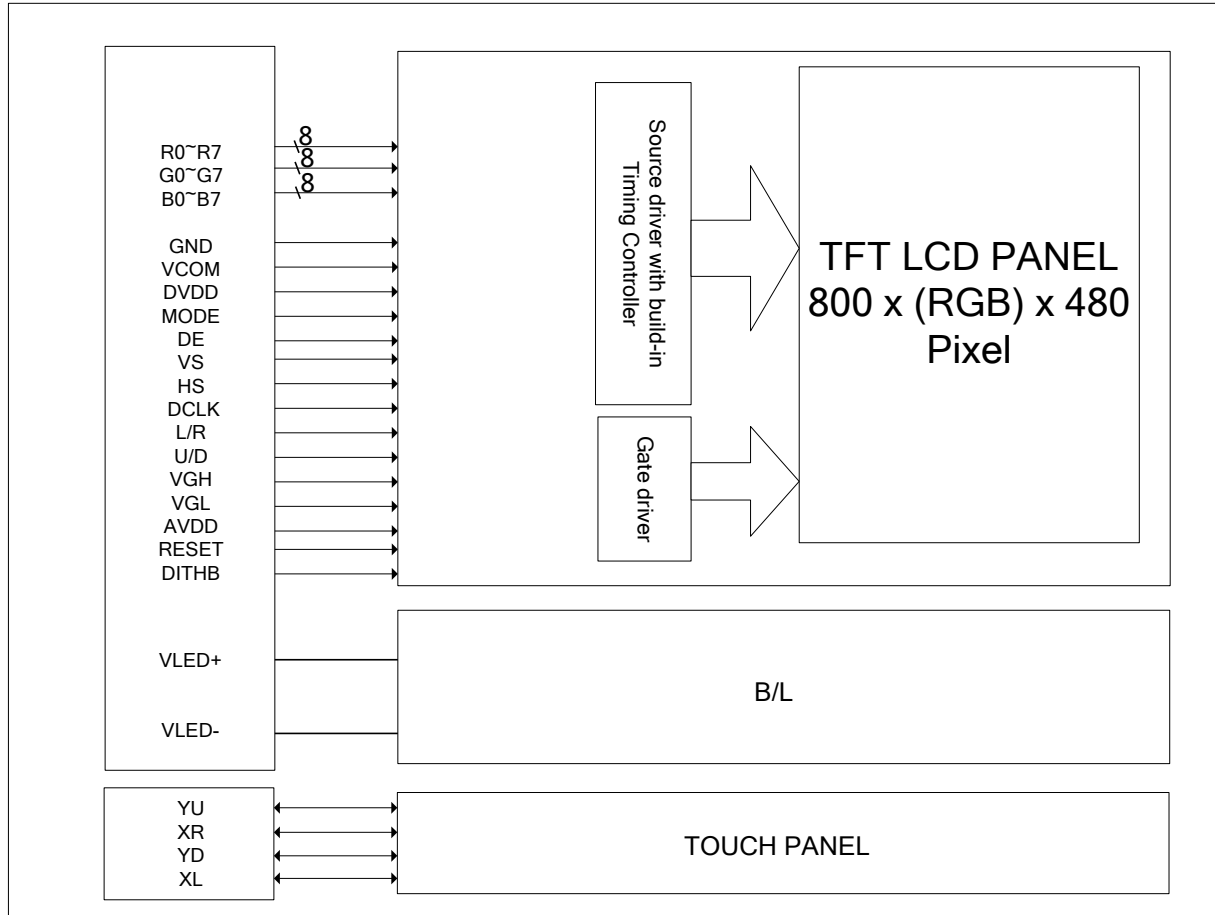 R0~R7
8
G0~G7
8
B0~B7
8
GND
VCOM
DVDD
MODE
DE
VS
HS
DCLK
L/R
U/D
VGH
VGL
AVDD
RESET
DITHB
VLED+
VLED-
Source driver with build-in
Timing Controller
Gate driver
TFT LCD PANEL
800 x (RGB) x 480
Pixel
B/L
YU
XR
YD
XL
TOUCH PANEL